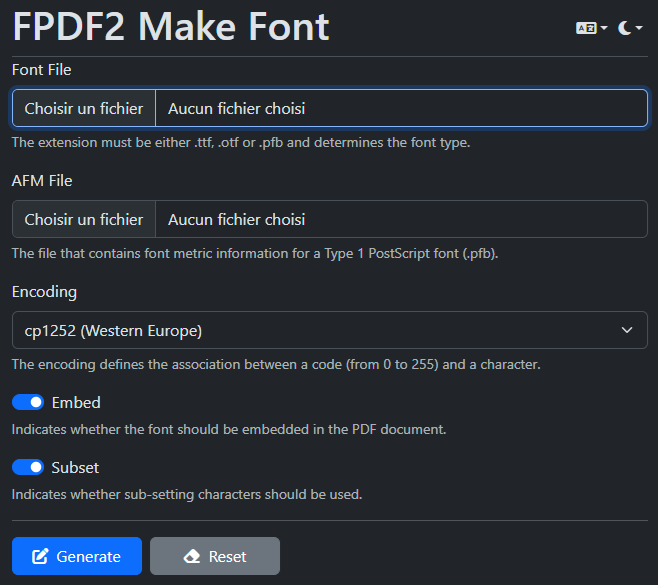 FPDF2 Make Font
Font File
Choisir un fichier Aucun fichier choisi
The extension must be either .ttf, .otf or .pfb and determines the font type.
AFM File
Choisir un fichier Aucun fichier choisi
The file that contains font metric information for a Type 1 PostScript font (.pfb).
Encoding
cp1252 (Western Europe)
The encoding defines the association between a code (from 0 to 255) and a character.
Embed
Indicates whether the font should be embedded in the PDF document.
Subset
Indicates whether sub-setting characters should be used.
Generate Reset